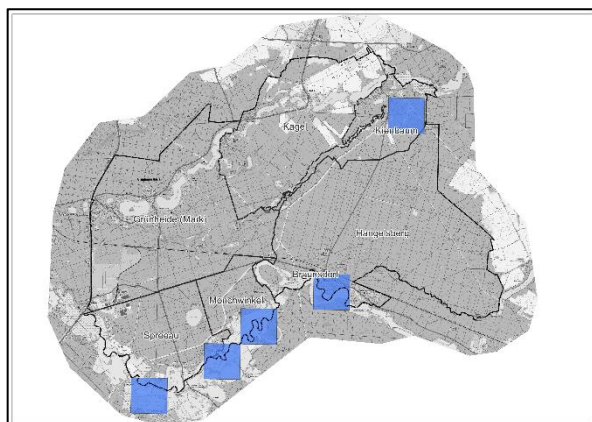 Kagel
Kienbaum
Grünheide (Mark)
Hangelsberg
Braunsdorf
Mönchwinkel
Spreeau